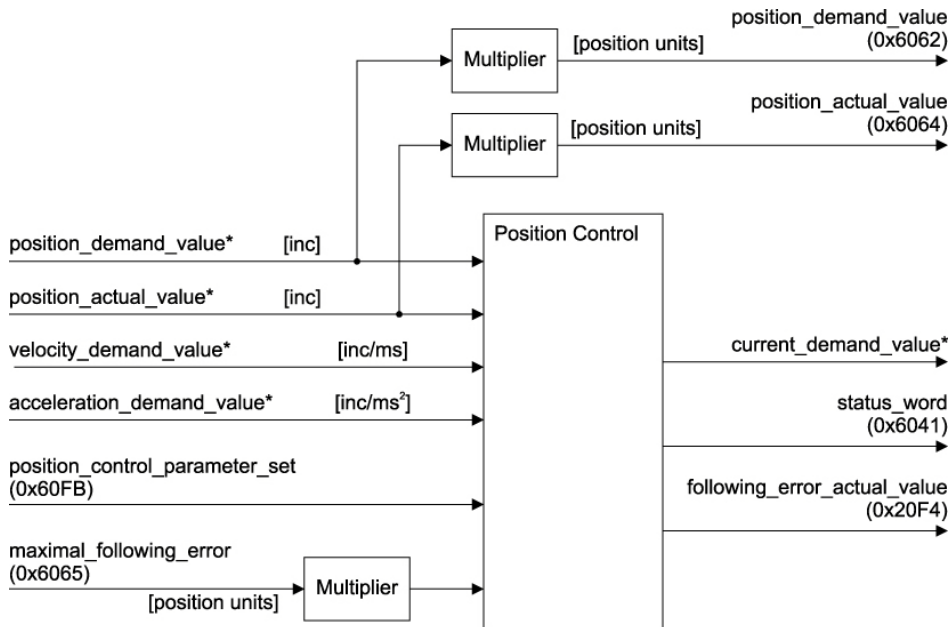 position_demand_value
(0x6062)
Multiplier
[position units]
position_actual_value
(0x6064)
Multiplier
[position units]
Position Control
position_demand_value*
[inc]
position_actual_value*
[inc]
velocity_demand_value*
[inc/ms]
current_demand_value*
acceleration_demand_value*
[inc/ms²]
status_word
(0x6041)
position_control_parameter_set
(0x60FB)
following_error_actual_value
(0x20F4)
maximal_following_error
(0x6065)
[position units]
Multiplier